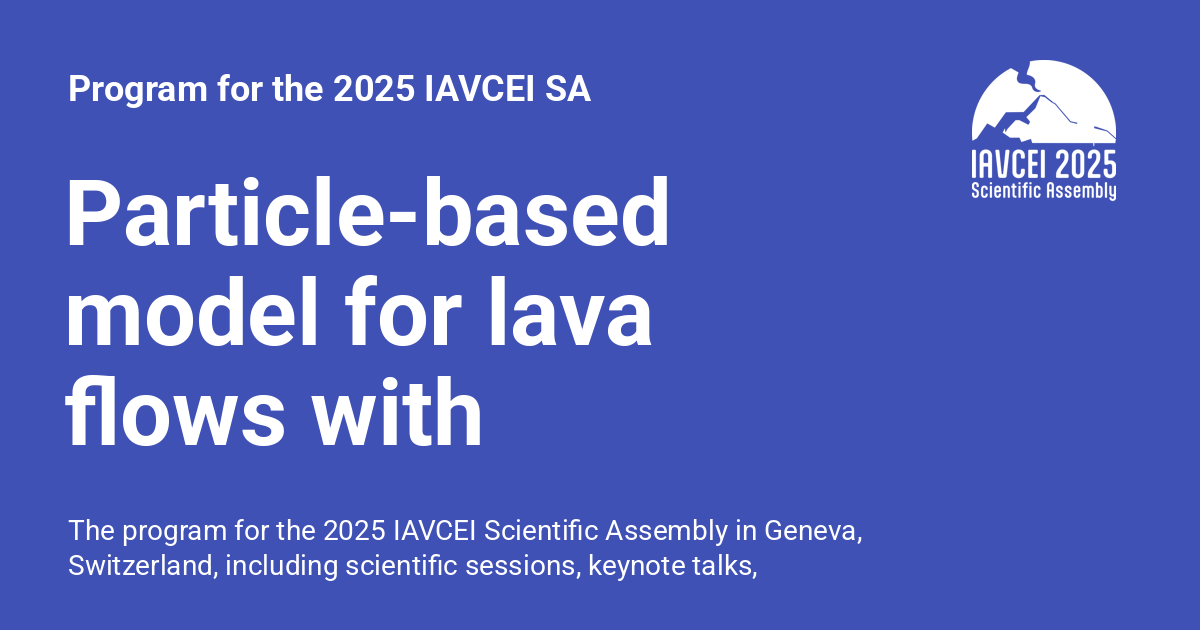 Program for the 2025 IAVCEI SA
IAVCEI 2025
Scientific Assembly
Particle-based
model for lava
flows with
The program for the 2025 IAVCEI Scientific Assembly in Geneva,
Switzerland, including scientific sessions, keynote talks,